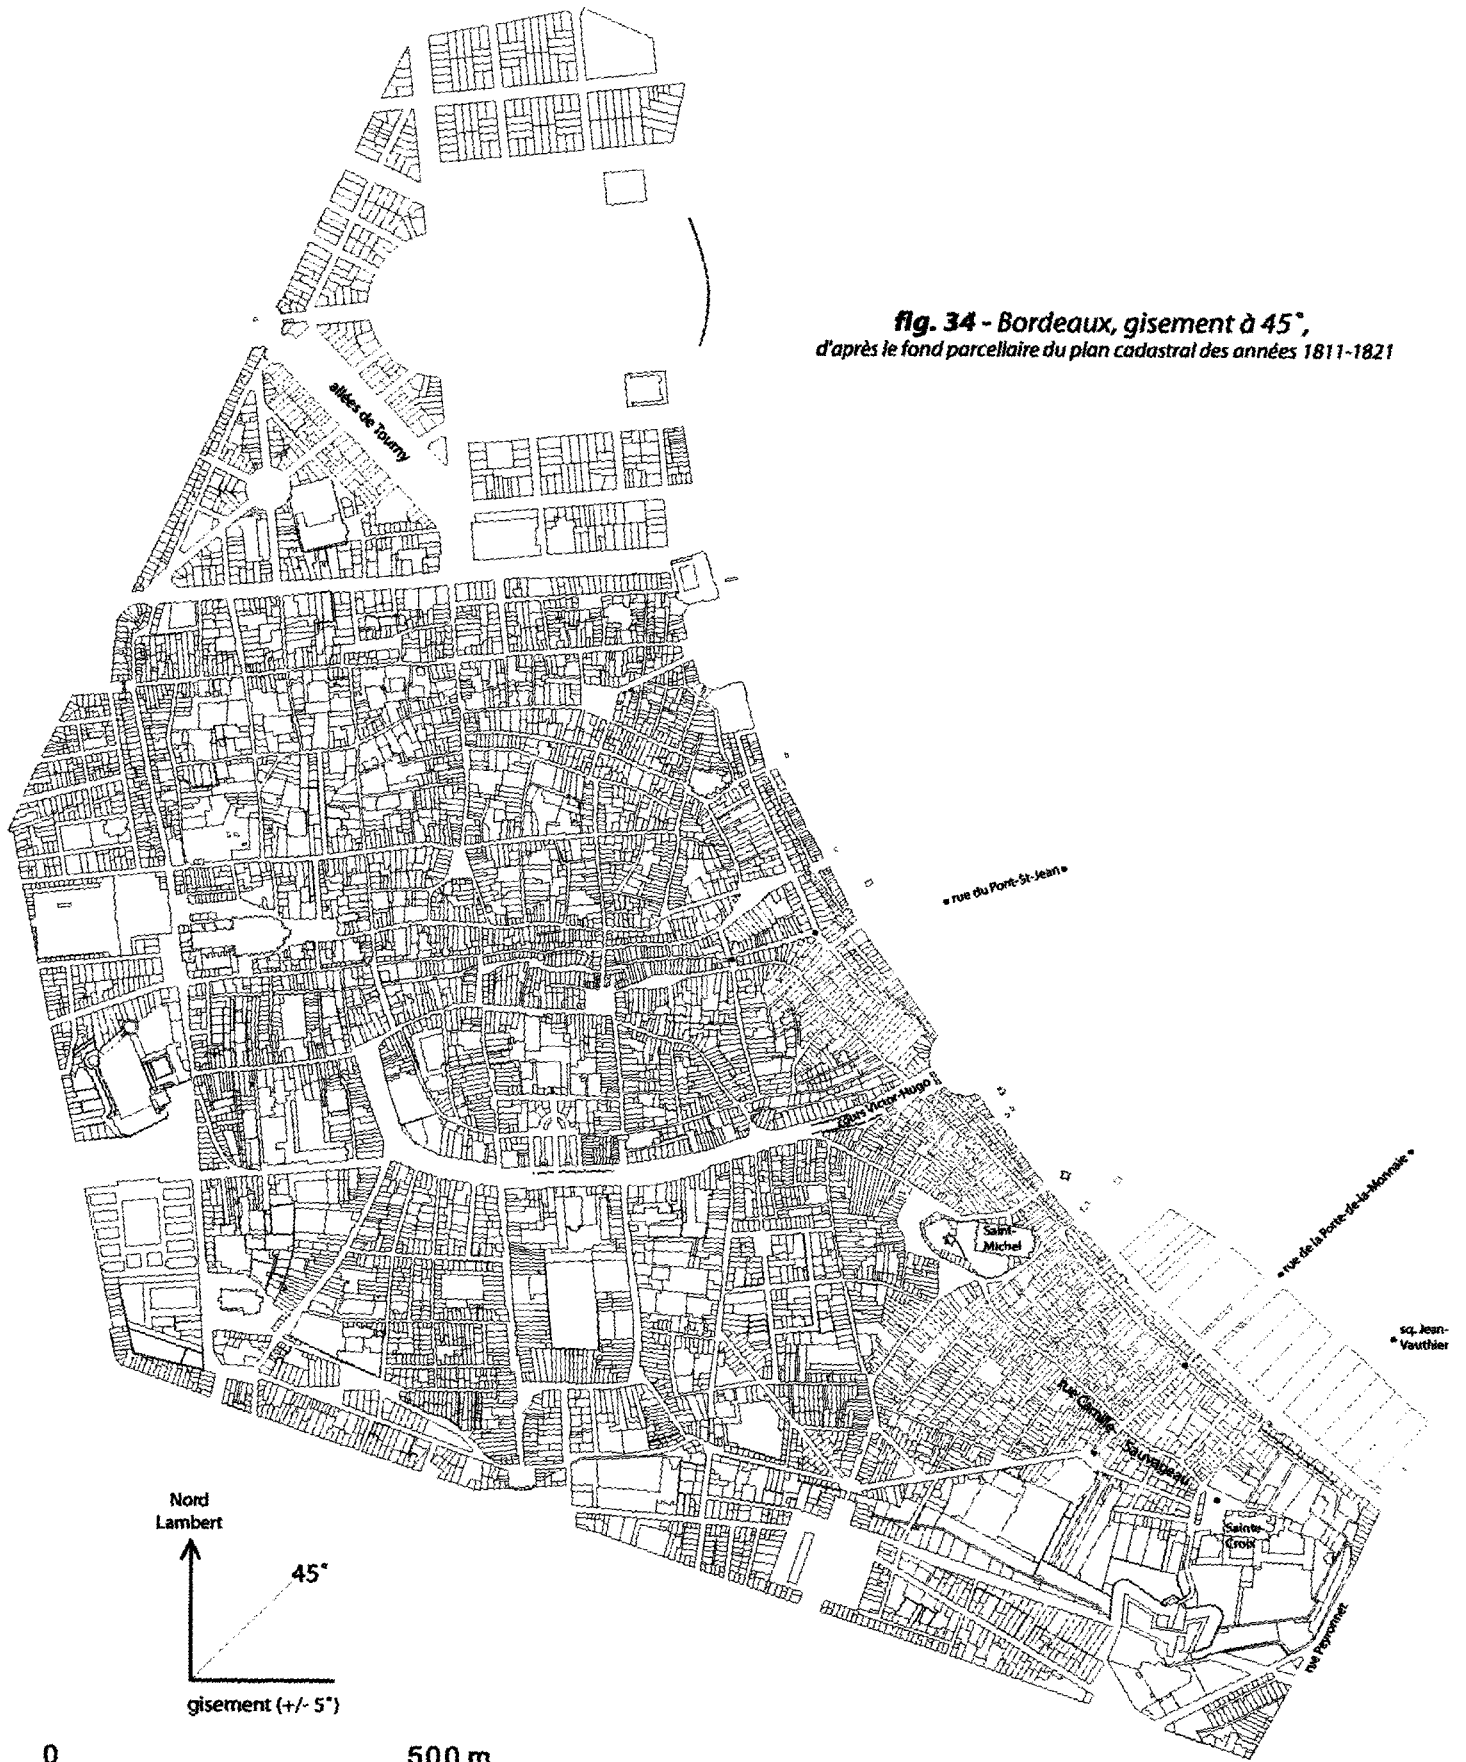 fig. 34 - Bordeaux, gisement à 45°,
d'après le fond parcellaire du plan cadastral des années 1811-1821
allées de Tourny
rue du Pont-St-Jean
cours Victor-Hugo
Saint-
Michel
rue de la Porte-de-la-Monnaie
sq. Jean-
Vauthier
rue Camille
Sauvageau
Sainte
Croix
rue Peyronnet
Nord
Lambert
45°
gisement (+/- 5°)
0
500 m